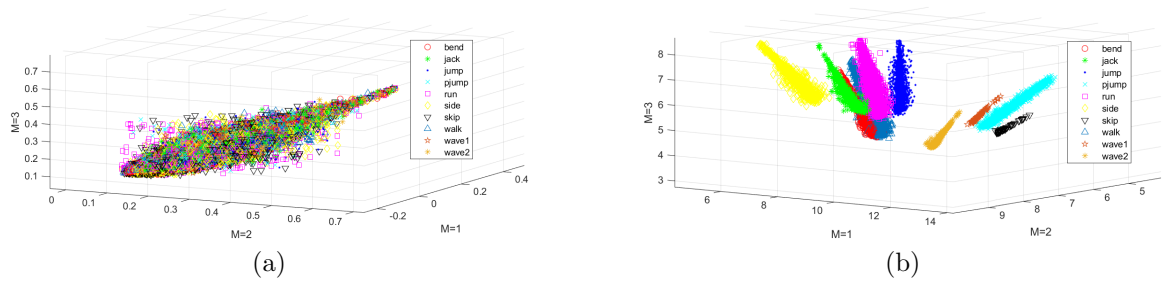 0.7
0.6
0.5
0.4
0.3
0.2
0.1
M=3
0 0.1 0.2 0.3 0.4 0.5 0.6 0.7
M=2
-0.2 0 0.2 0.4
M=1
bend
jack
jump
pjump
run
side
skip
walk
wave1
wave2
(a)
8
7
6
5
4
3
M=3
6 8 10 12 14
M=1
9 8 7 6 5
M=2
bend
jack
jump
pjump
run
side
skip
walk
wave1
wave2
(b)